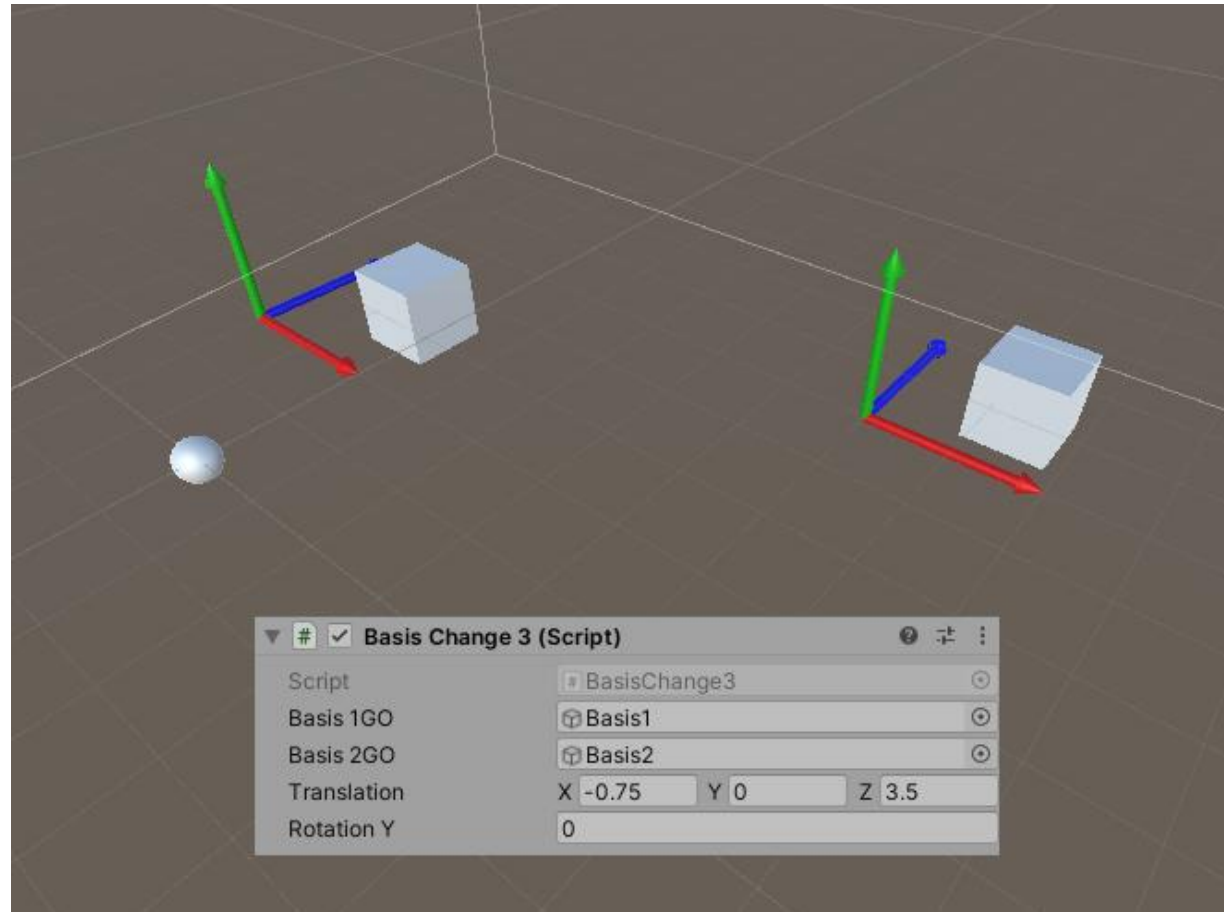 # Basis Change 3 (Script)
Script # BasisChange3
Basis 1GO Basis1
Basis 2GO Basis2
Translation X -0.75 Y 0 Z 3.5
Rotation Y 0